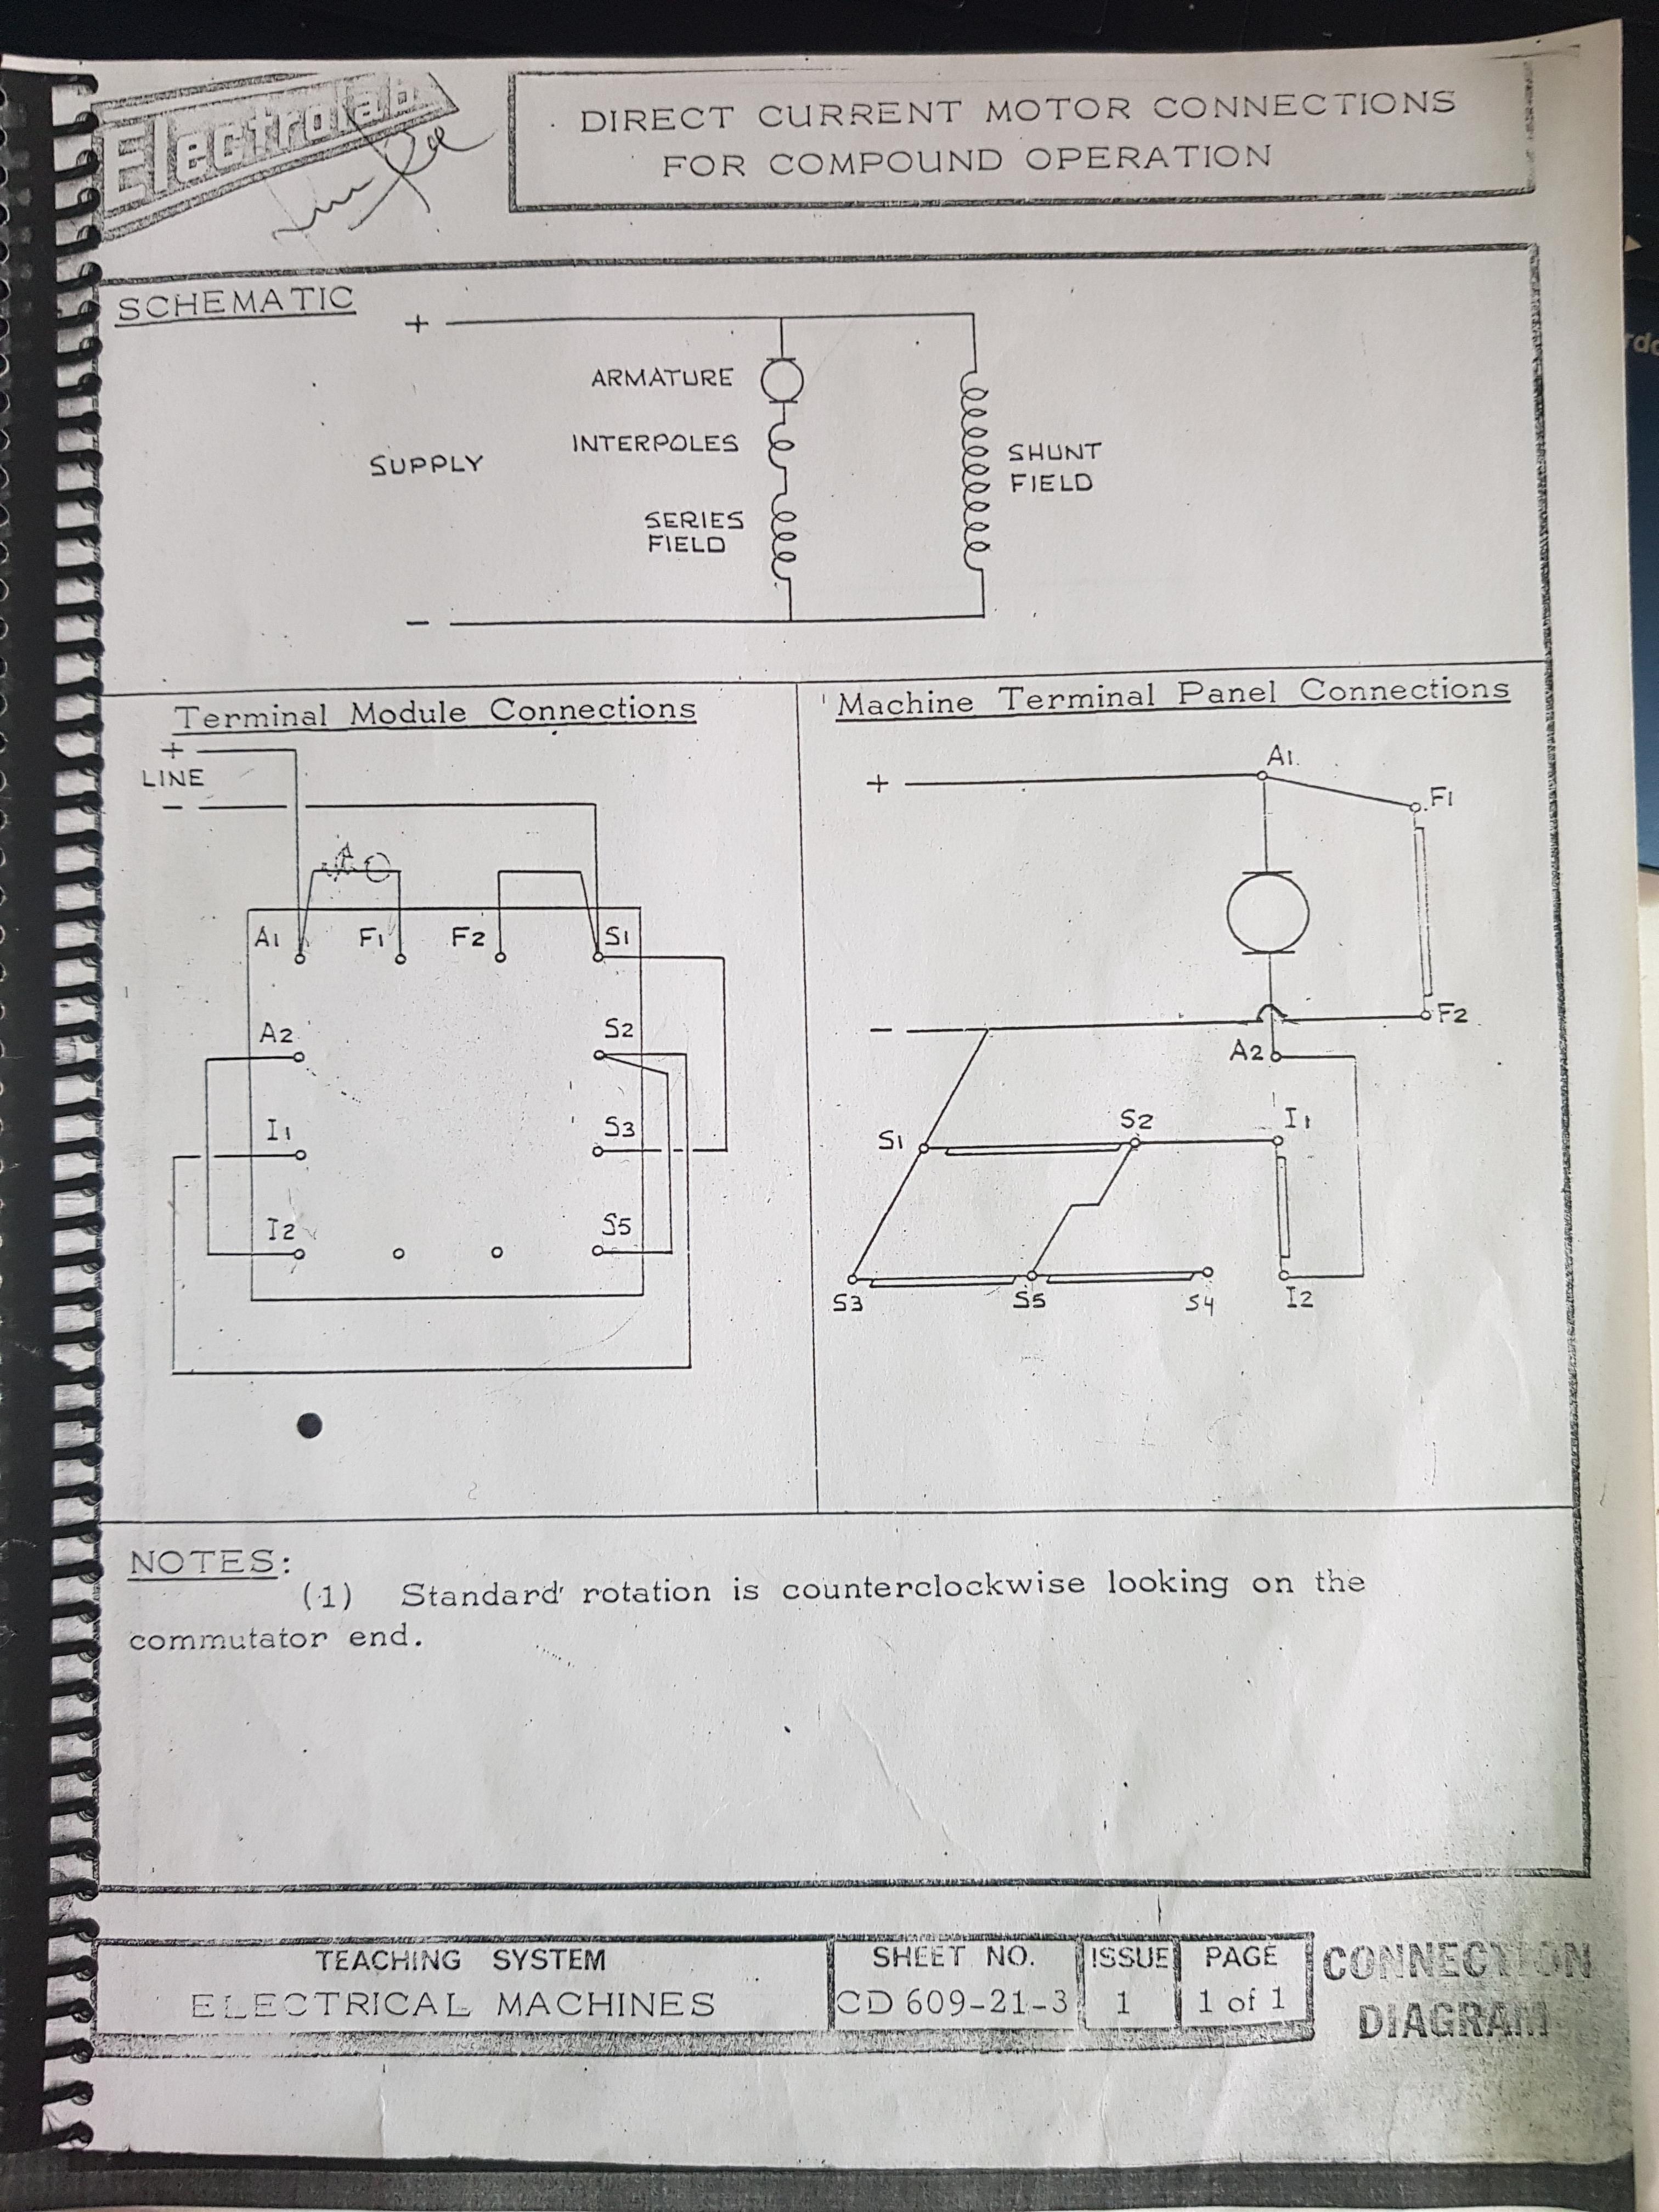 Electrolab
DIRECT CURRENT MOTOR CONNECTIONS
FOR COMPOUND OPERATION
SCHEMATIC
+
ARMATURE
INTERPOLES
SUPPLY
SERIES
FIELD
SHUNT
FIELD
-
Terminal Module Connections
+
LINE
-
A
A1 F1 F2 S1
A2 S2
I1 S3
I2 S5
Machine Terminal Panel Connections
+ A1
F1
- F2
A2
S1 S2 I1
S3 S5 S4 I2
NOTES:
(1) Standard rotation is counterclockwise looking on the
commutator end.
TEACHING SYSTEM
ELECTRICAL MACHINES
SHEET NO.
CD 609-21-3
ISSUE
1
PAGE
1 of 1
CONNECTION
DIAGRAM